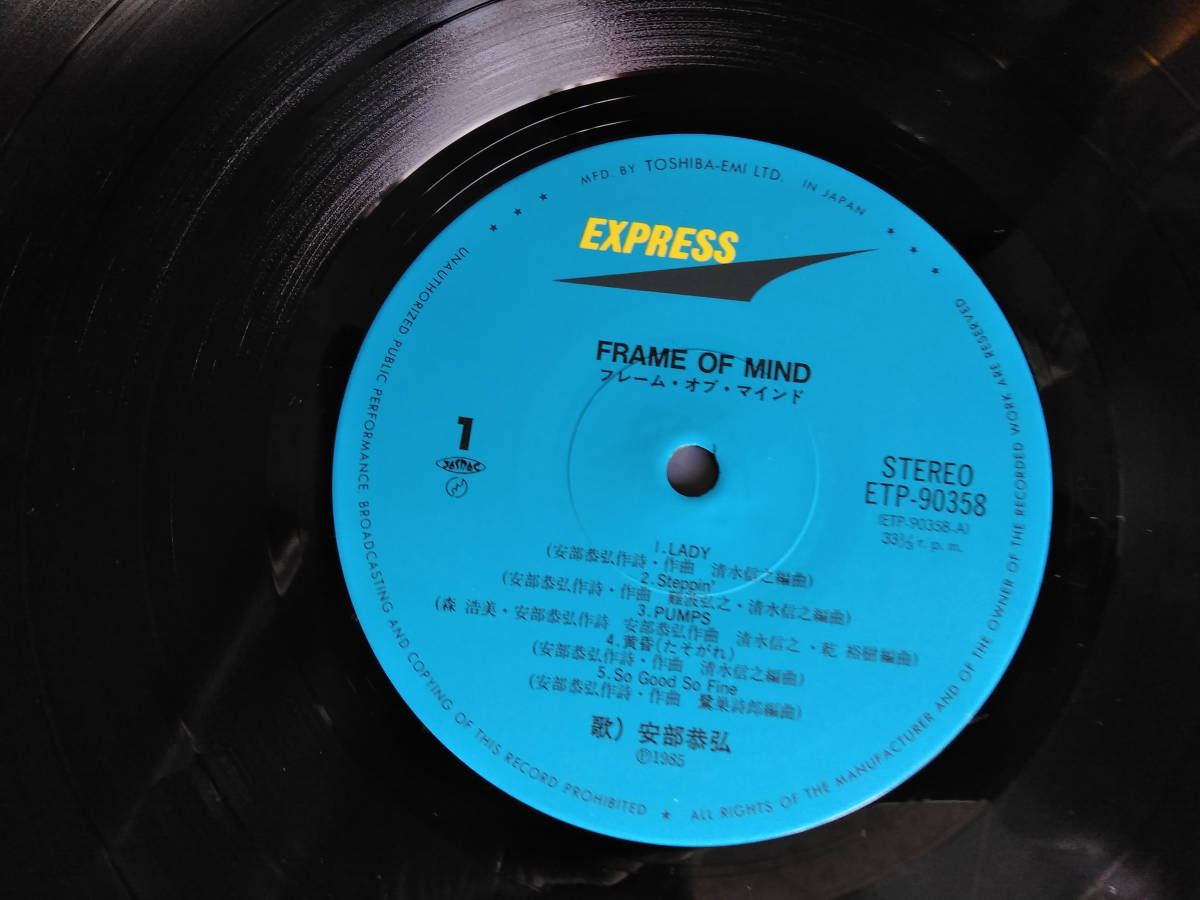 MFD. BY TOSHIBA-EMI LTD. IN JAPAN
EXPRESS
FRAME OF MIND
フレーム・オブ・マインド
1
JASRAC
STEREO
ETP-90358
(ETP-90358-A)
33⅓ r.p.m.
1.LADY
(安部恭弘作詩・作曲 清水信之編曲)
2.Steppin'
(安部恭弘作詩・作曲 難波弘之・清水信之編曲)
3.PUMPS
(森 浩美・安部恭弘作詩 安部恭弘作曲 清水信之・乾 裕樹編曲)
4.黄昏(たそがれ)
(安部恭弘作詩・作曲 清水信之編曲)
5.So Good So Fine
(安部恭弘作詩・作曲 鷺巣詩郎編曲)
歌) 安部恭弘
Ⓟ1985
UNAUTHORIZED PUBLIC PERFORMANCE. BROADCASTING AND COPYING OF THIS RECORD PROHIBITED ★ ALL RIGHTS OF THE MANUFACTURER AND OF THE OWNER OF THE RECORDED WORK ARE RESERVED